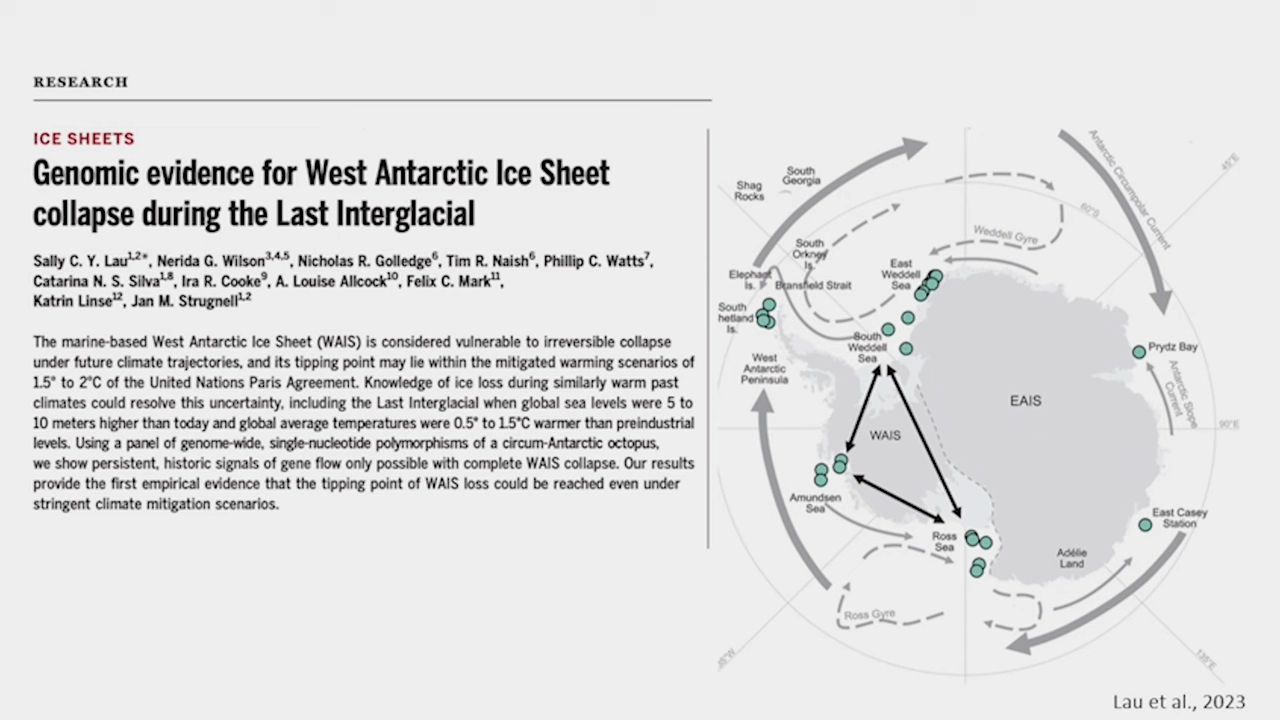 RESEARCH
ICE SHEETS
Genomic evidence for West Antarctic Ice Sheet
collapse during the Last Interglacial
Sally C. Y. Lau1,2*, Nerida G. Wilson3,4,5, Nicholas R. Golledge6, Tim R. Naish6, Phillip C. Watts7,
Catarina N. S. Silva1,8, Ira R. Cooke9, A. Louise Allcock10, Felix C. Mark11,
Katrin Linse12, Jan M. Strugnell1,2
The marine-based West Antarctic Ice Sheet (WAIS) is considered vulnerable to irreversible collapse
under future climate trajectories, and its tipping point may lie within the mitigated warming scenarios of
1.5° to 2°C of the United Nations Paris Agreement. Knowledge of ice loss during similarly warm past
climates could resolve this uncertainty, including the Last Interglacial when global sea levels were 5 to
10 meters higher than today and global average temperatures were 0.5° to 1.5°C warmer than preindustrial
levels. Using a panel of genome-wide, single-nucleotide polymorphisms of a circum-Antarctic octopus,
we show persistent, historic signals of gene flow only possible with complete WAIS collapse. Our results
provide the first empirical evidence that the tipping point of WAIS loss could be reached even under
stringent climate mitigation scenarios.
Shag
Rocks
South
Georgia
Antarctic Circumpolar Current
45°E
60°S
Weddell Gyre
South
Orkney
Is.
Elephant
Is.
Bransfield Strait
East
Weddell
Sea
South
hetland
Is.
South
Weddell
Sea
West
Antarctic
Peninsula
Prydz Bay
Antarctic Slope
Current
EAIS
90°E
WAIS
Amundsen
Sea
Ross
Sea
East Casey
Station
Adélie
Land
Ross Gyre
135°E
Lau et al., 2023